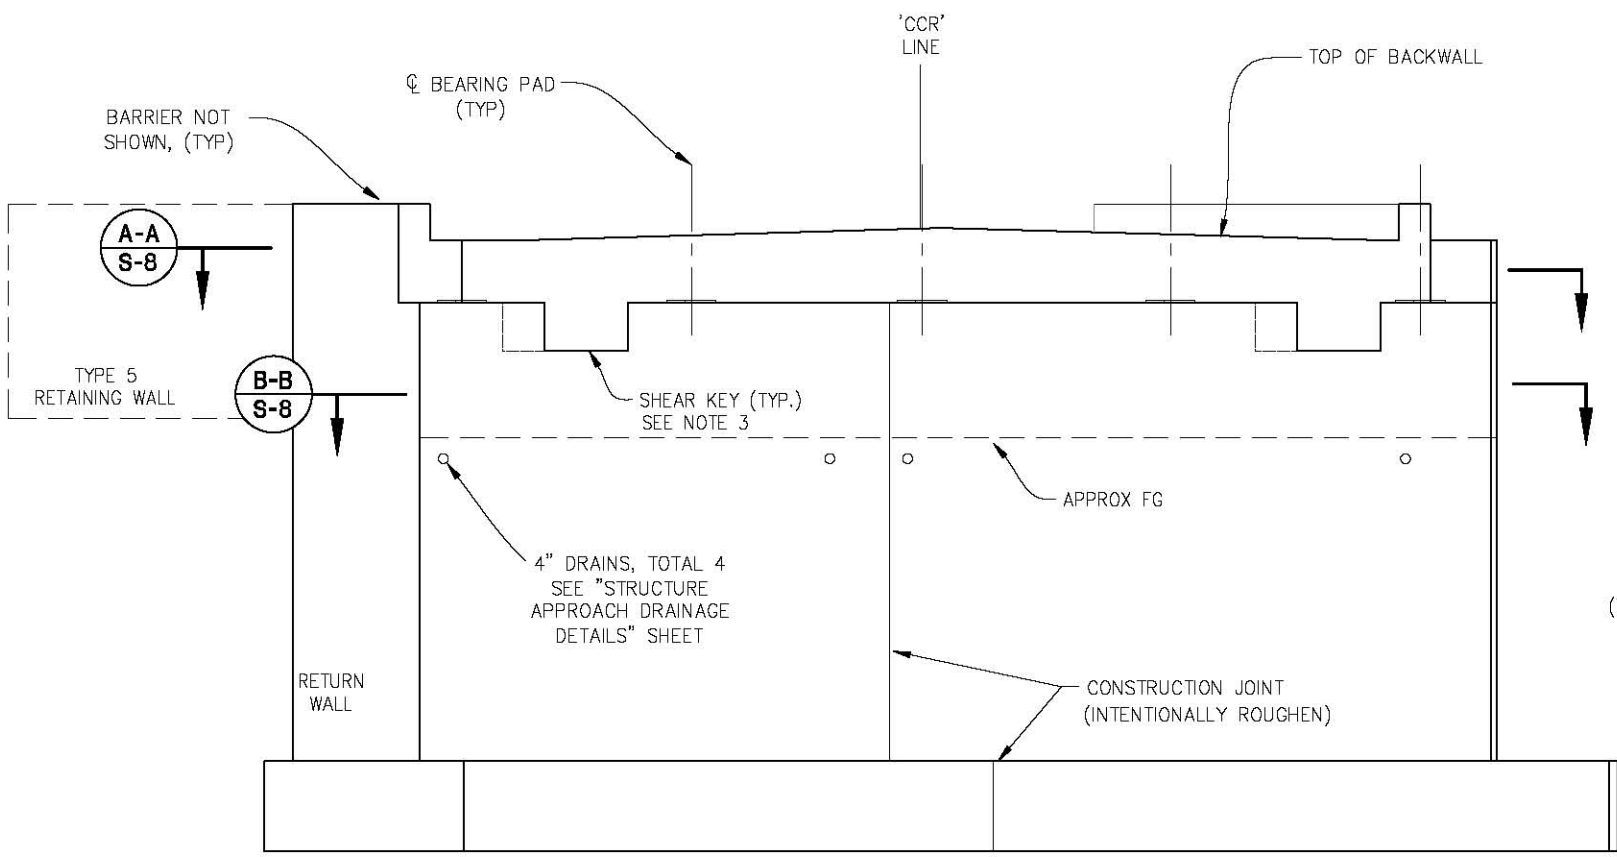 'CCR'
LINE
TOP OF BACKWALL
℄ BEARING PAD
(TYP)
BARRIER NOT
SHOWN, (TYP)
A-A
S-8
TYPE 5
RETAINING WALL
B-B
S-8
SHEAR KEY (TYP.)
SEE NOTE 3
APPROX FG
4" DRAINS, TOTAL 4
SEE "STRUCTURE
APPROACH DRAINAGE
DETAILS" SHEET
RETURN
WALL
CONSTRUCTION JOINT
(INTENTIONALLY ROUGHEN)
(